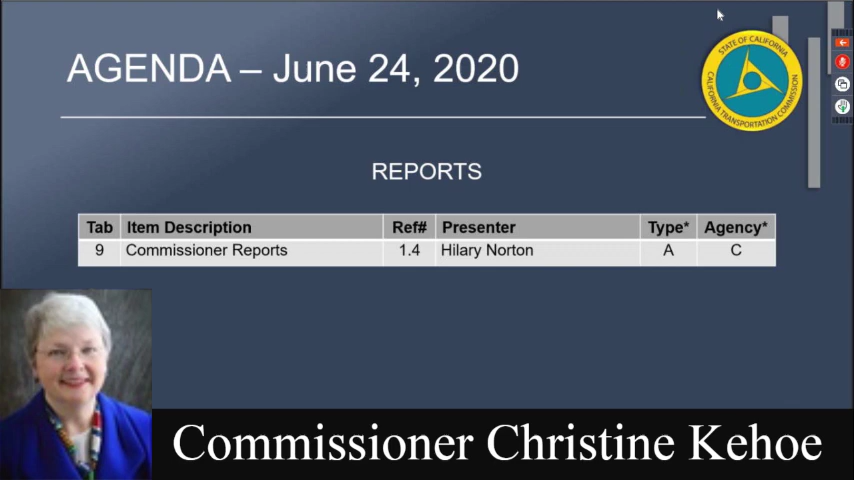 AGENDA – June 24, 2020
STATE OF CALIFORNIA
CALIFORNIA TRANSPORTATION COMMISSION
REPORTS
Tab Item Description Ref# Presenter Type* Agency*
9 Commissioner Reports 1.4 Hilary Norton A C
Commissioner Christine Kehoe